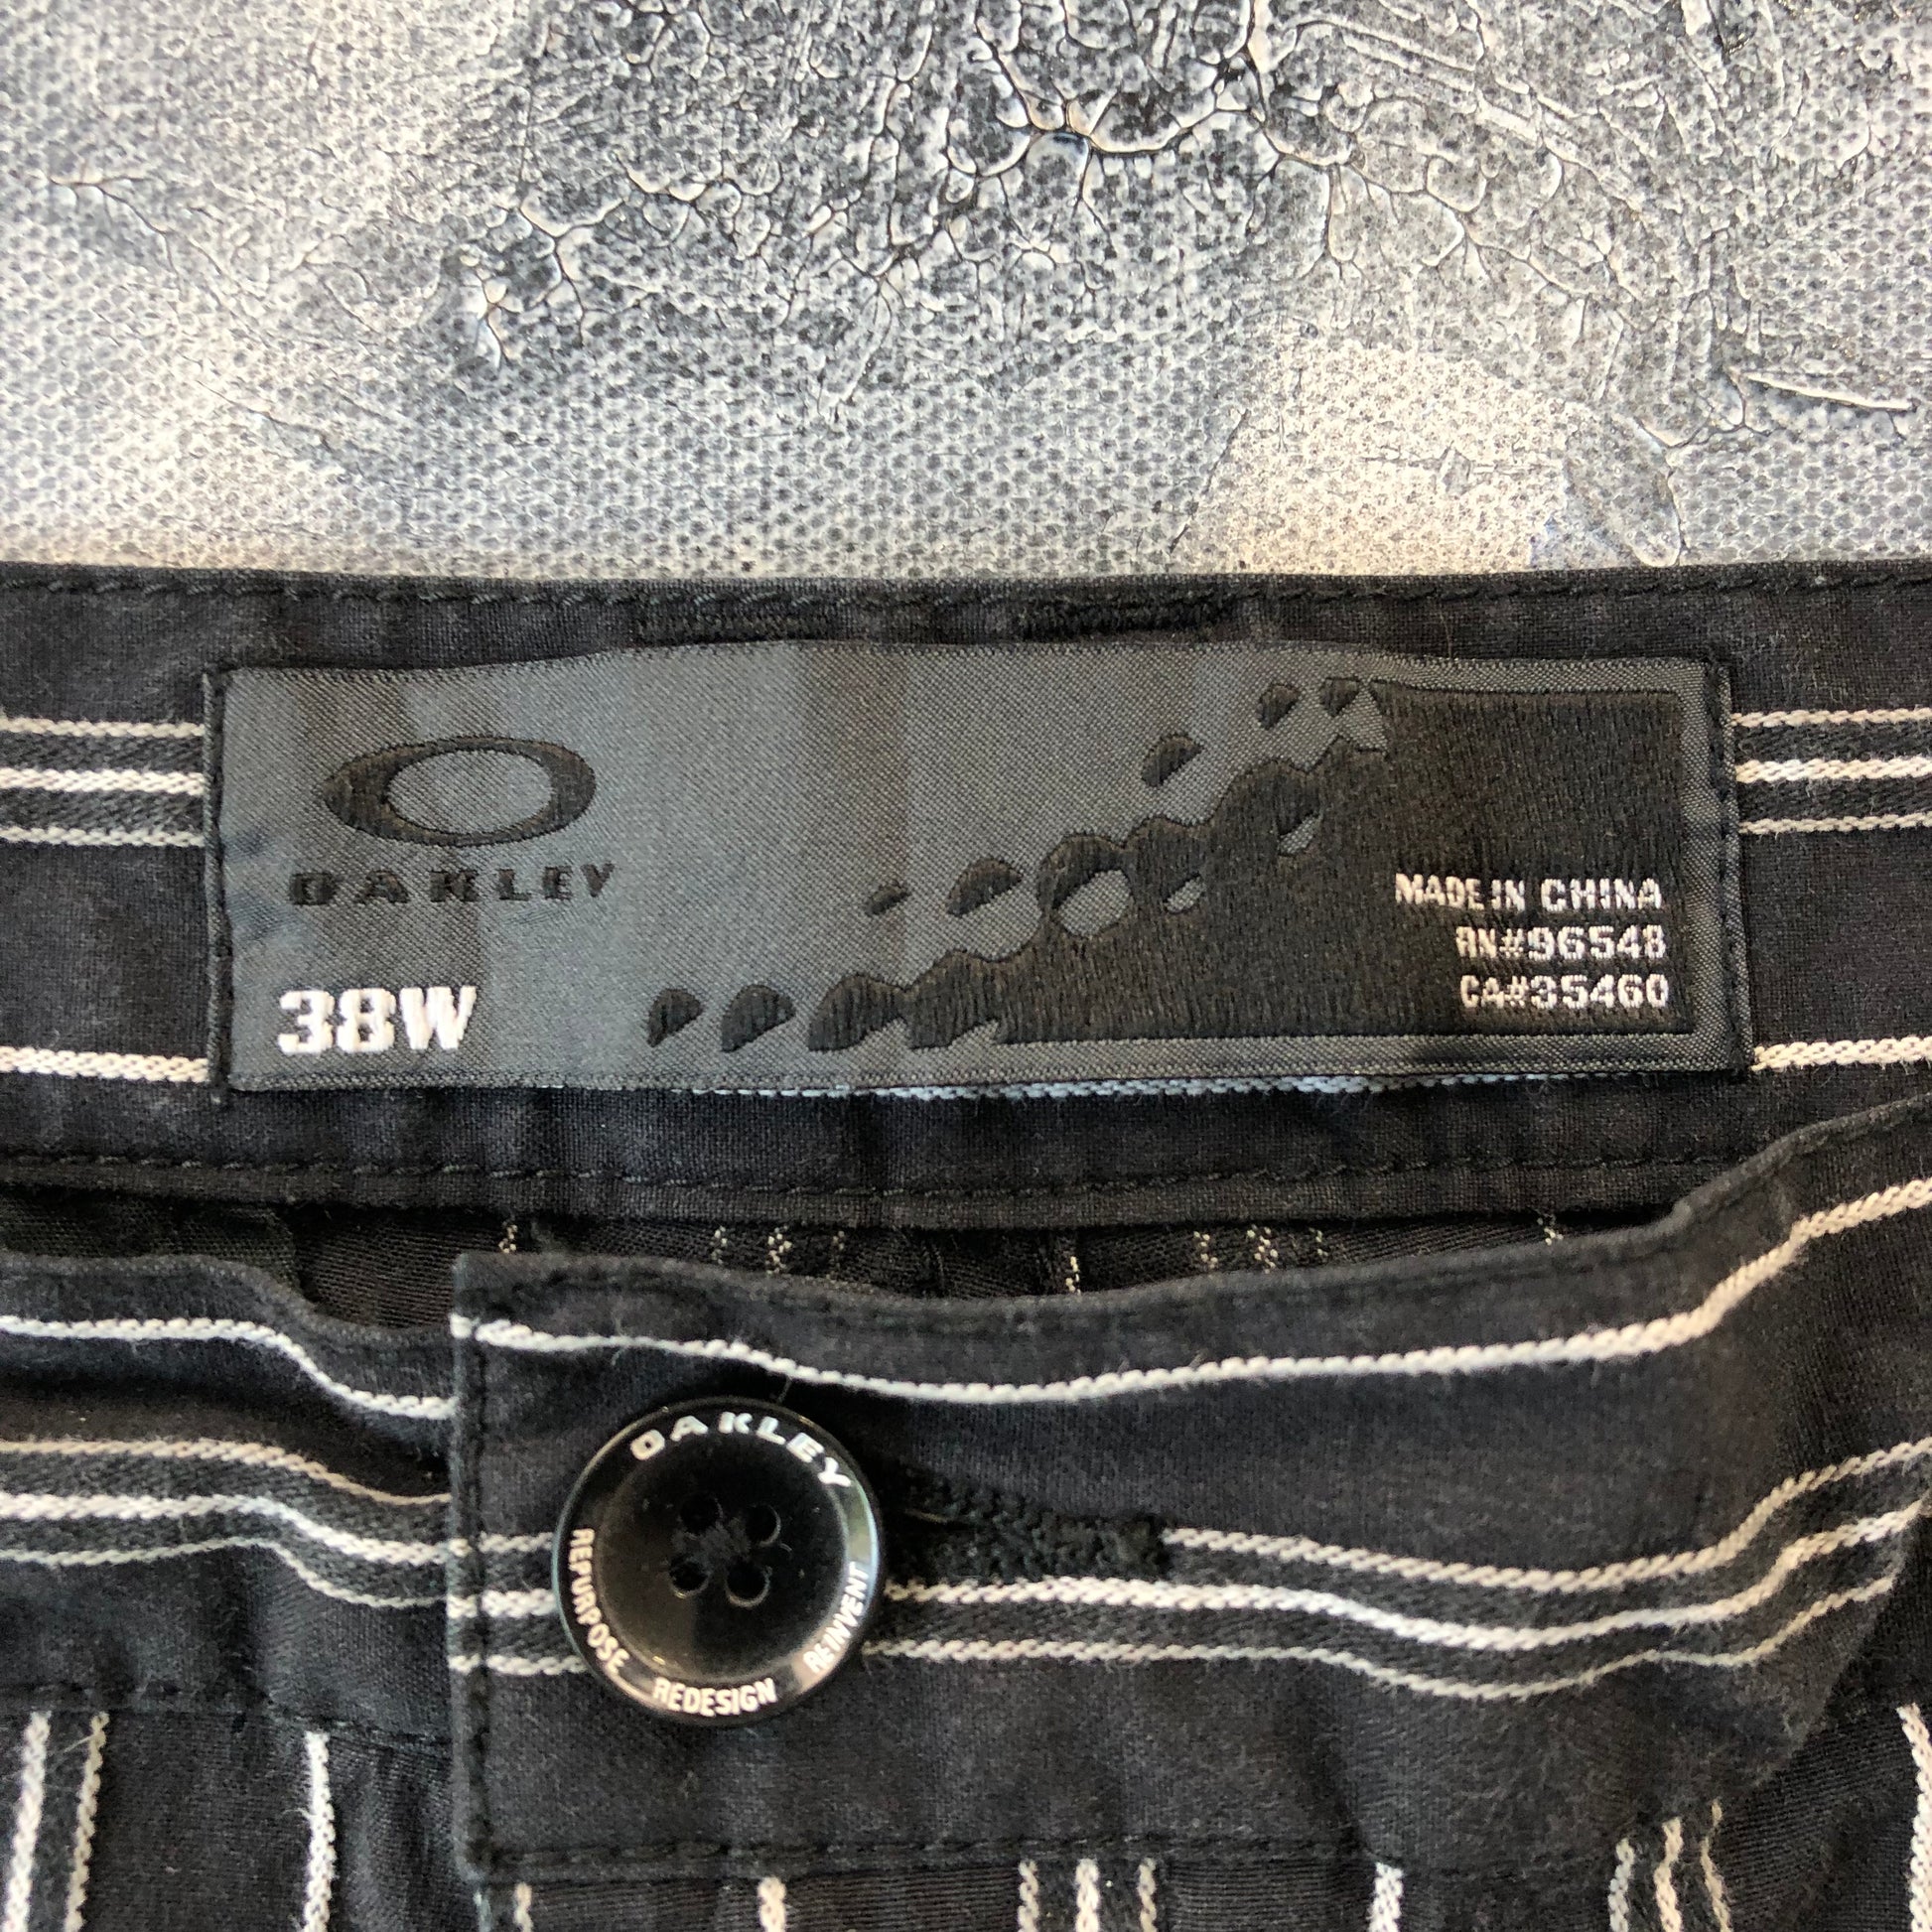 OAKLEY
38W
MADE IN CHINA
RN#96548
CA#35460
OAKLEY
REPURPOSE
REDESIGN
REINVENT